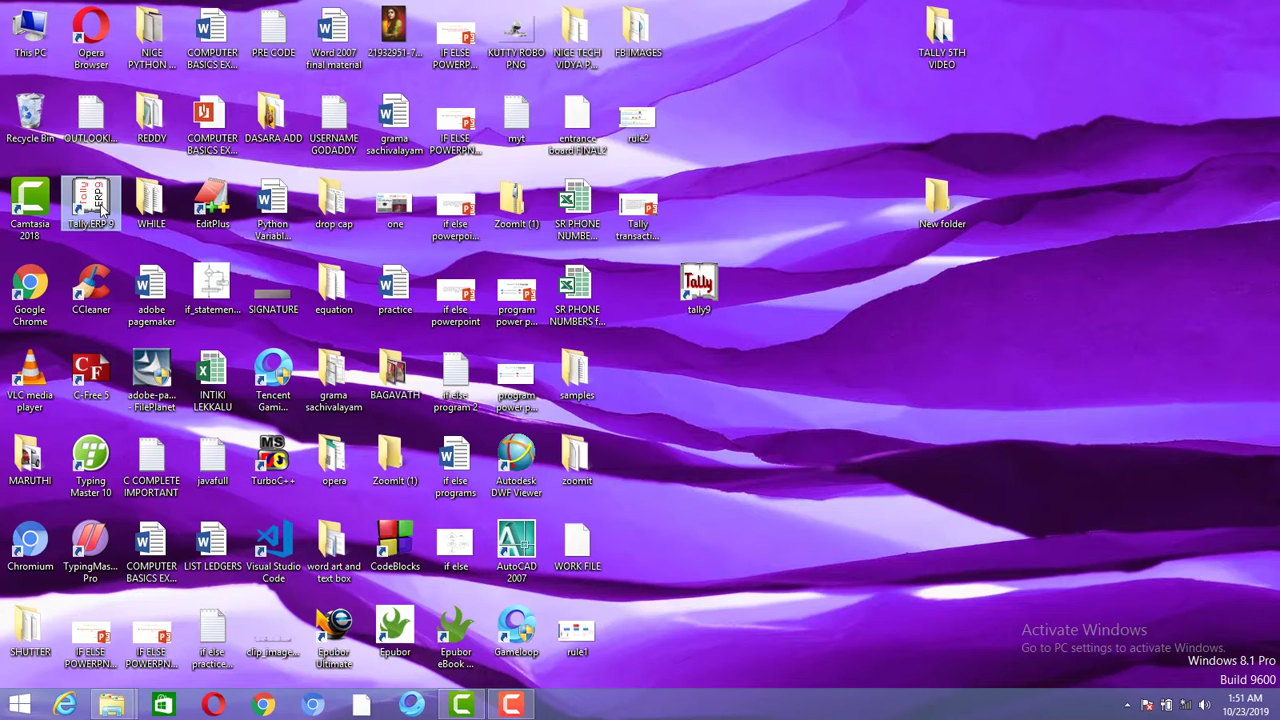 This PC
Opera Browser
NICE PYTHON ...
COMPUTER BASICS EX...
PRE CODE
Word 2007 final material
21932951-7...
IF ELSE POWERP...
KUTTY ROBO PNG
NICE TECH VIDYA P...
FB IMAGES
TALLY 5TH VIDEO
Recycle Bin
OUTLOOK!...
REDDY
COMPUTER BASICS EX...
DASARA ADD
USERNAME GODADDY
grama sachivalayam
IF ELSE POWERPN...
myt
entrance board FINAL2
rule2
Camtasia 2018
Tally.ERP 9
WHILE
EditPlus
Python Variabl...
drop cap
one
if else powerpoi...
ZoomIt (1)
SR PHONE NUMBE...
Tally transacti...
New folder
Google Chrome
CCleaner
adobe pagemaker
if_statemen...
SIGNATURE
equation
practice
if else powerpoint
program power p...
SR PHONE NUMBERS f...
tally9
VLC media player
C-Free 5
adobe-pa... - FilePlanet
INTIKI LEKKALU
Tencent Gami...
grama sachivalayam
BAGAVATH
if else program 2
program power p...
samples
MARUTHI
Typing Master 10
C COMPLETE IMPORTANT
javafull
TurboC++
opera
ZoomIt (1)
if else programs
Autodesk DWF Viewer
zoomit
Chromium
TypingMas... Pro
COMPUTER BASICS EX...
LIST LEDGERS
Visual Studio Code
word art and text box
CodeBlocks
if else
AutoCAD 2007
WORK FILE
SHUTTER
IF ELSE POWERPN...
IF ELSE POWERPN...
if else practice...
clip_image...
Epubor Ultimate
Epubor
Epubor eBook ...
Gameloop
rule1
Activate Windows
Go to PC settings to activate Windows.
Windows 8.1 Pro
Build 9600
1:51 AM
10/23/2019